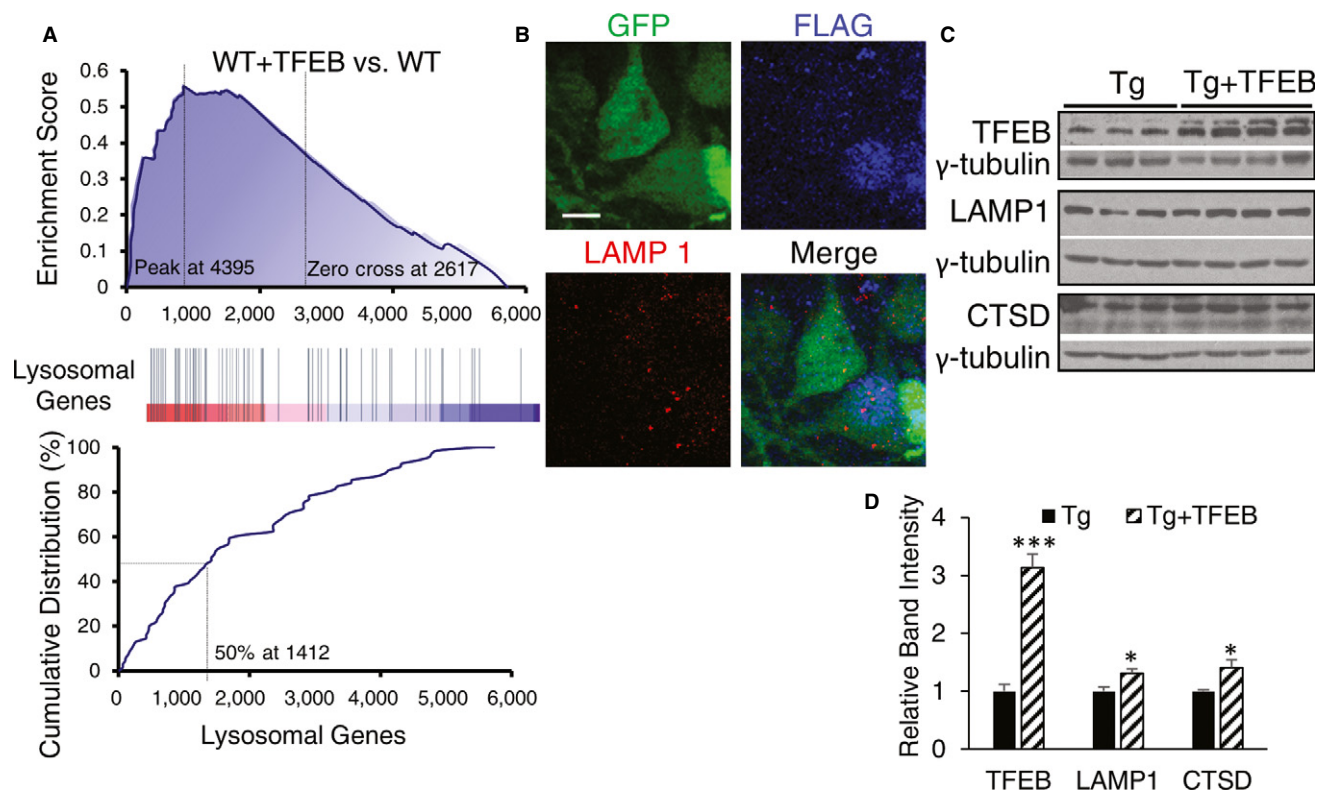 A
WT+TFEB vs. WT
Enrichment Score
0.6
0.5
0.4
0.3
0.2
0.1
0
Peak at 4395
Zero cross at 2617
0 1,000 2,000 3,000 4,000 5,000 6,000
Lysosomal
Genes
Cumulative Distribution (%)
100
80
60
40
20
0
50% at 1412
0 1,000 2,000 3,000 4,000 5,000 6,000
Lysosomal Genes
B
GFP
FLAG
LAMP 1
Merge
C
Tg
Tg+TFEB
TFEB
γ-tubulin
LAMP1
γ-tubulin
CTSD
γ-tubulin
D
Tg
Tg+TFEB
Relative Band Intensity
4
3
2
1
0
***
*
*
TFEB LAMP1 CTSD